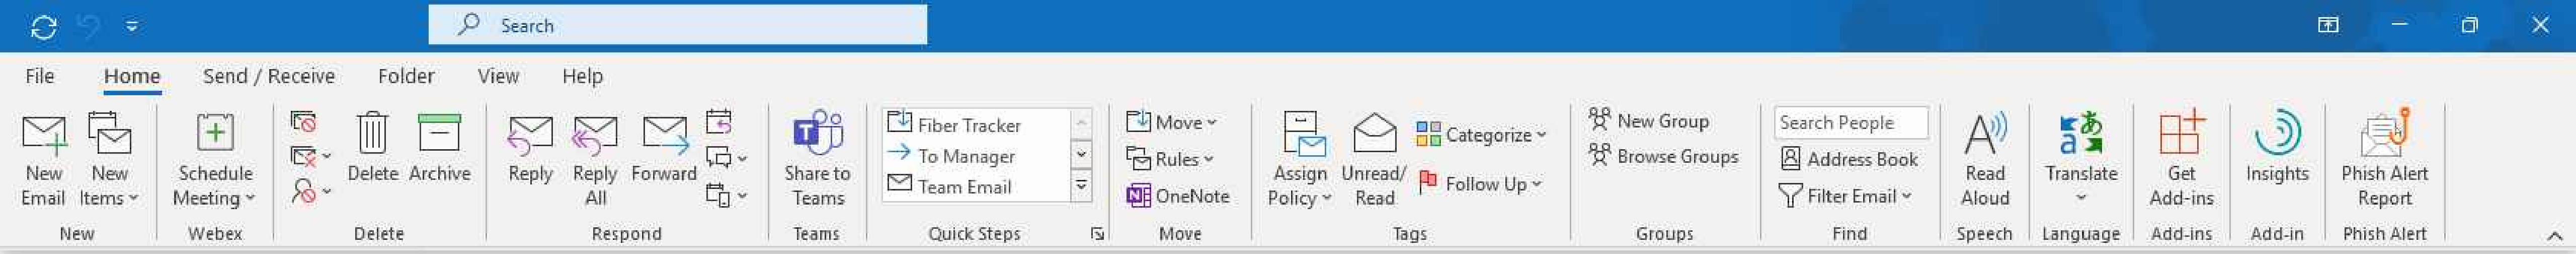 Search
File Home Send / Receive Folder View Help
New Email
New Items
New
Schedule Meeting
Webex
Delete
Archive
Delete
Reply
Reply All
Forward
Respond
Share to Teams
Teams
Fiber Tracker
To Manager
Team Email
Quick Steps
Move
Rules
OneNote
Move
Assign Policy
Unread/ Read
Categorize
Follow Up
Tags
New Group
Browse Groups
Groups
Search People
Address Book
Filter Email
Find
Read Aloud
Speech
Translate
Language
Get Add-ins
Add-ins
Insights
Add-in
Phish Alert Report
Phish Alert